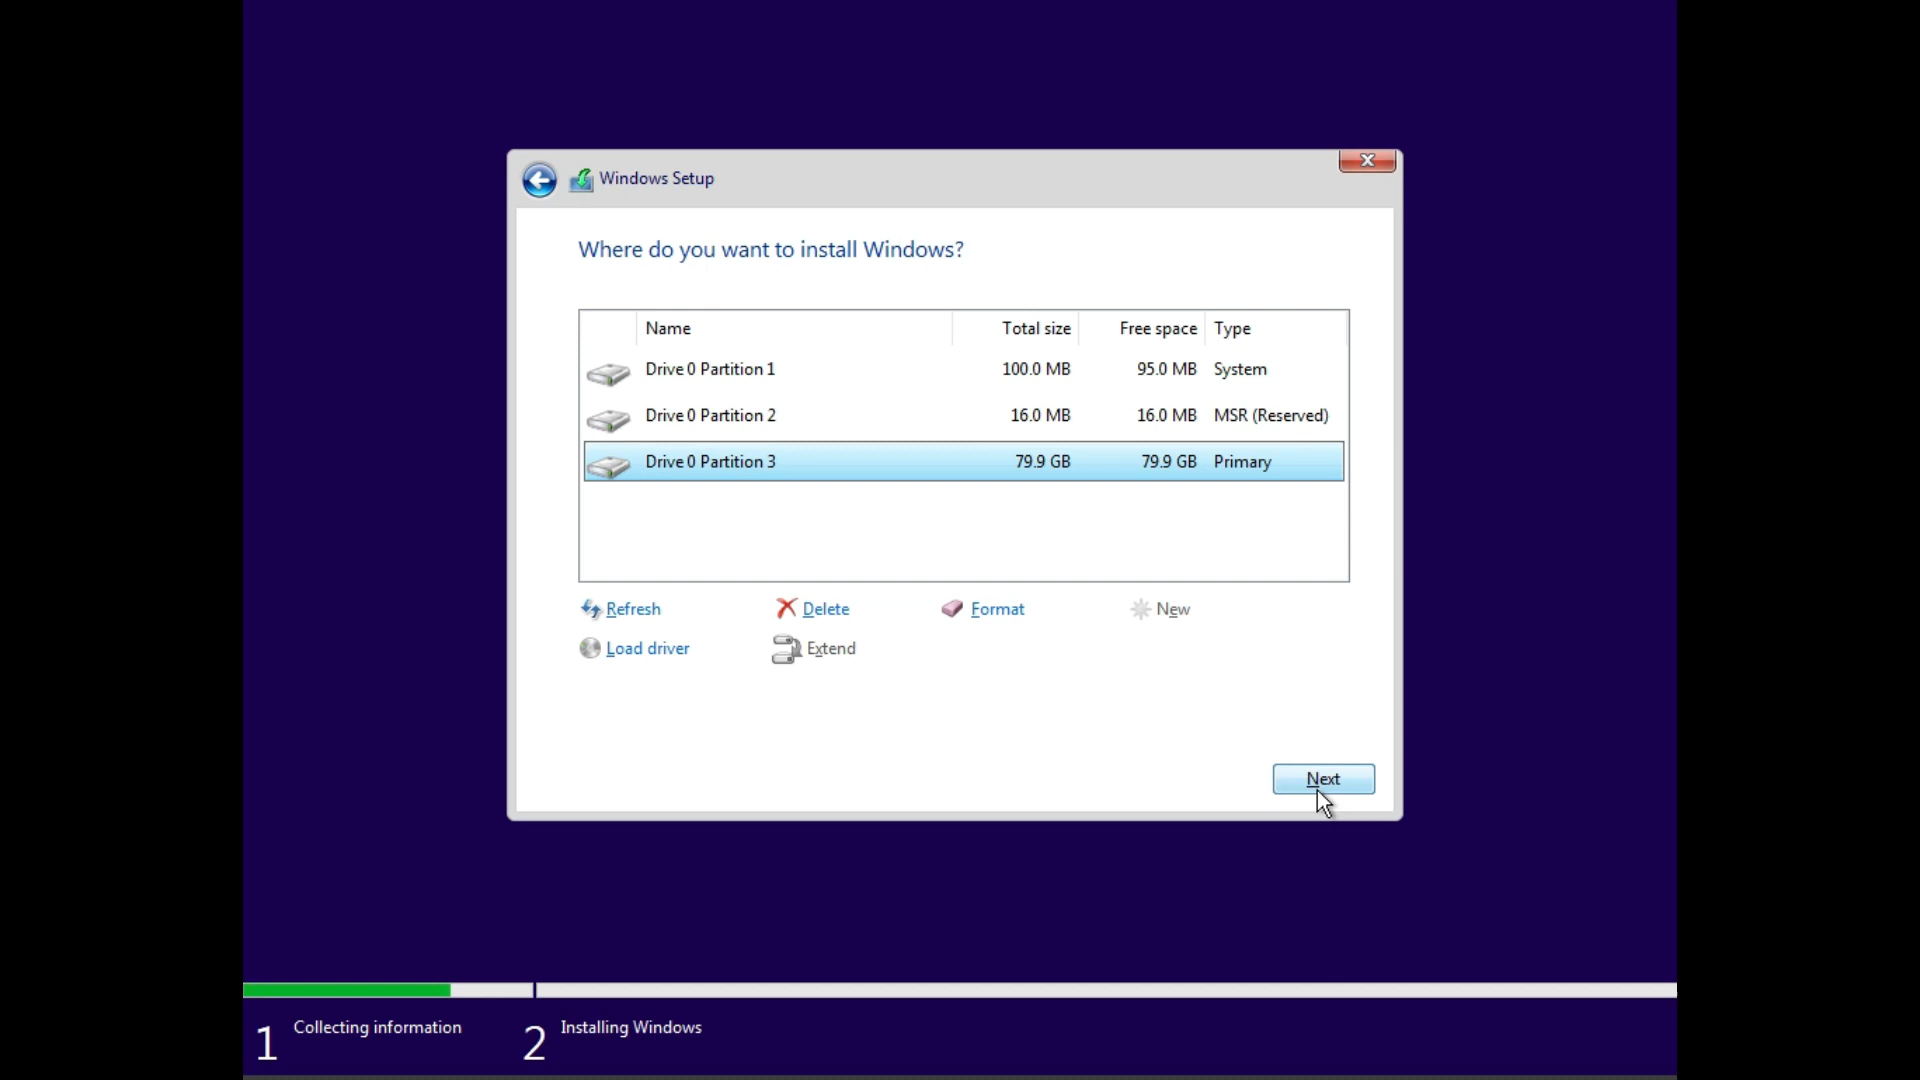 Windows Setup
Where do you want to install Windows?
Name Total size Free space Type
Drive 0 Partition 1 100.0 MB 95.0 MB System
Drive 0 Partition 2 16.0 MB 16.0 MB MSR (Reserved)
Drive 0 Partition 3 79.9 GB 79.9 GB Primary
Refresh Delete Format New
Load driver Extend
Next
1 Collecting information 2 Installing Windows